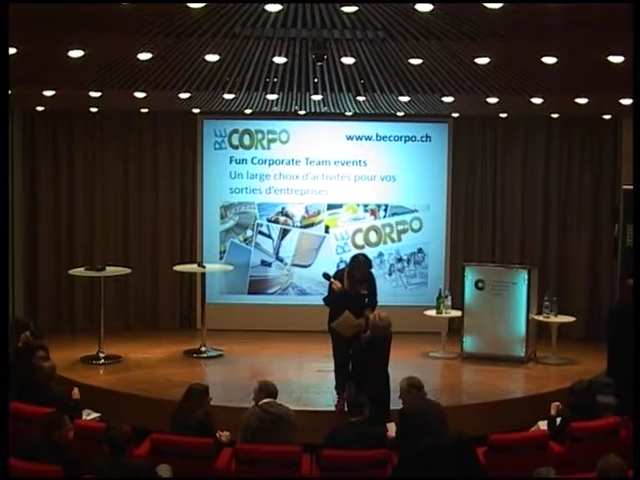 BE CORPO
www.becorpo.ch
Fun Corporate Team events
Un large choix d'activités pour vos
sorties d'entreprises
BE CORPO